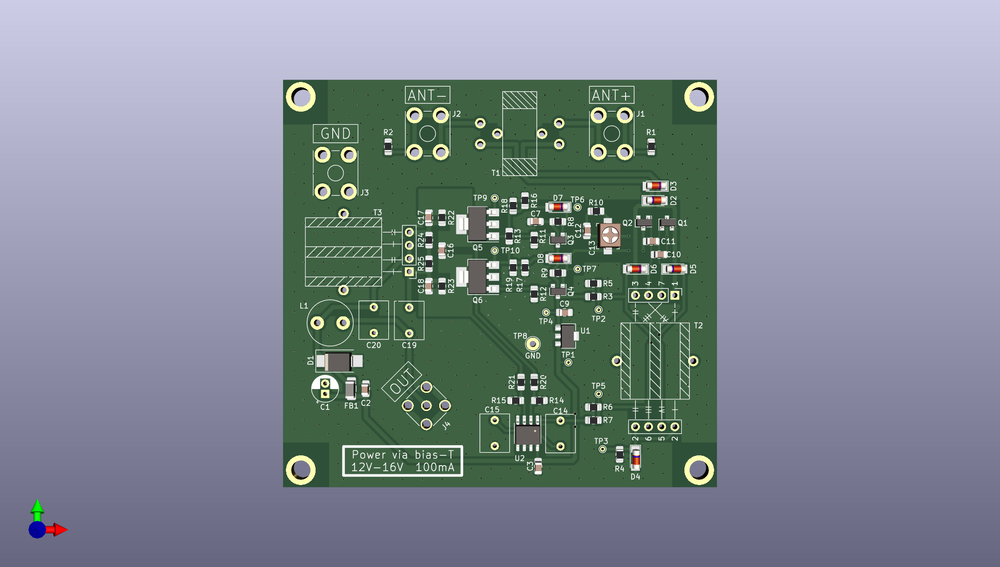 ANT-
ANT+
J2
J1
GND
R2
R1
T1
J3
D3
D2
T3
TP9
R18
R16
D7
TP6
R10
C17
R22
C7
R8
Q2
Q1
C12
R24
R13
R11
Q3
C13
C11
Q5
TP10
C16
C10
R25
D8
R19
R17
R9
TP7
D6
D5
C18
R23
R12
Q4
R5
R3
3
4
7
1
Q6
L1
C9
TP4
TP2
C20
C19
TP8
GND
U1
TP1
T2
D1
OUT
R21
R20
TP5
C1
FB1
C2
R15
R14
R6
C15
C14
R7
J4
2
6
5
2
U2
TP3
Power via bias-T
12V-16V 100mA
C3
R4
D4